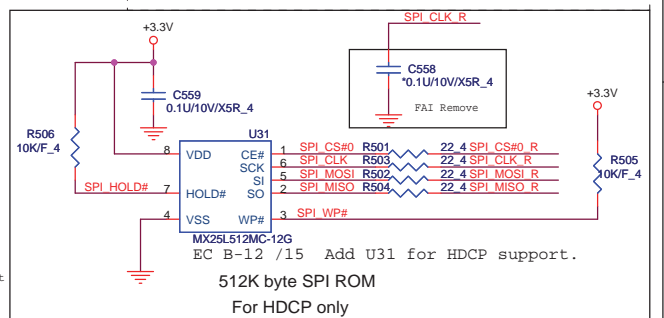 SPI_CLK_R
+3.3V
C558
*0.1U/10V/X5R_4
FAI Remove
C559
0.1U/10V/X5R_4
+3.3V
R506
10K/F_4
U31
8 VDD CE# 1 SPI_CS#0 R501 22_4 SPI_CS#0_R
SCK 6 SPI_CLK R503 22_4 SPI_CLK_R
SI 5 SPI_MOSI R502 22_4 SPI_MOSI_R
SPI_HOLD# 7 HOLD# SO 2 SPI_MISO R504 22_4 SPI_MISO_R
R505
10K/F_4
4 VSS WP# 3 SPI_WP#
MX25L512MC-12G
EC B-12 /15 Add U31 for HDCP support.
512K byte SPI ROM
For HDCP only